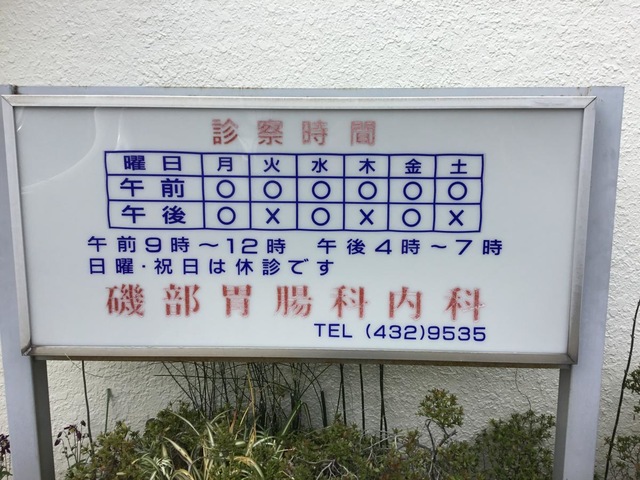 診察時間
曜日 月 火 水 木 金 土
午前 ○ ○ ○ ○ ○ ○
午後 ○ × ○ × ○ ×
午前9時～12時 午後4時～7時
日曜・祝日は休診です
磯部胃腸科内科
TEL (432)9535